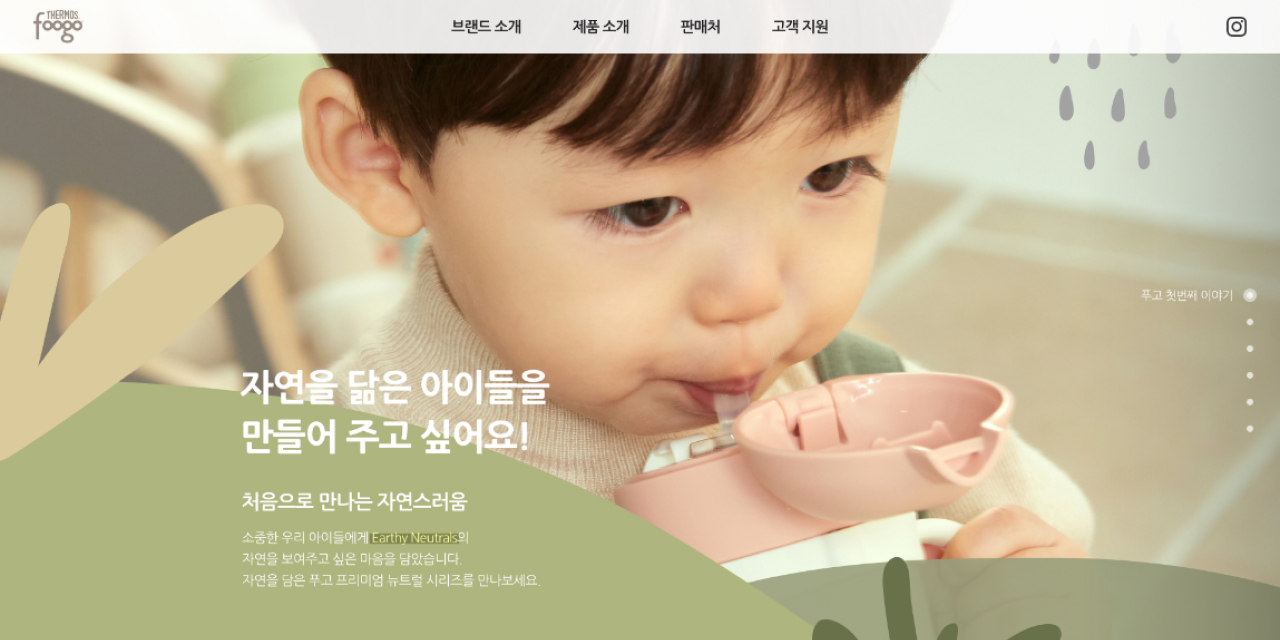 THERMOS.
foogo
브랜드 소개
제품 소개
판매처
고객 지원
푸고 첫번째 이야기
자연을 닮은 아이들을
만들어 주고 싶어요!
처음으로 만나는 자연스러움
소중한 우리 아이들에게 Earthy Neutrals의
자연을 보여주고 싶은 마음을 담았습니다.
자연을 담은 푸고 프리미엄 뉴트럴 시리즈를 만나보세요.